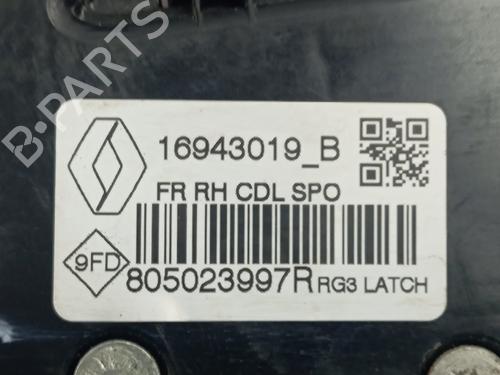 B-PARTS
16943019_B
FR RH CDL SPO
9FD
805023997R RG3 LATCH